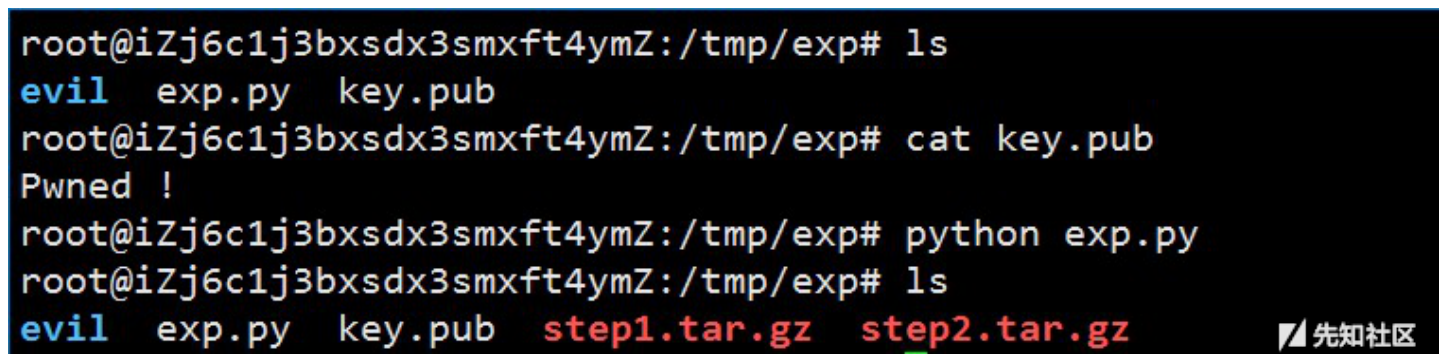 root@iZj6c1j3bxsdx3smxft4ymZ:/tmp/exp# ls
evil  exp.py  key.pub
root@iZj6c1j3bxsdx3smxft4ymZ:/tmp/exp# cat key.pub
Pwned !
root@iZj6c1j3bxsdx3smxft4ymZ:/tmp/exp# python exp.py
root@iZj6c1j3bxsdx3smxft4ymZ:/tmp/exp# ls
evil  exp.py  key.pub  step1.tar.gz  step2.tar.gz
先知社区